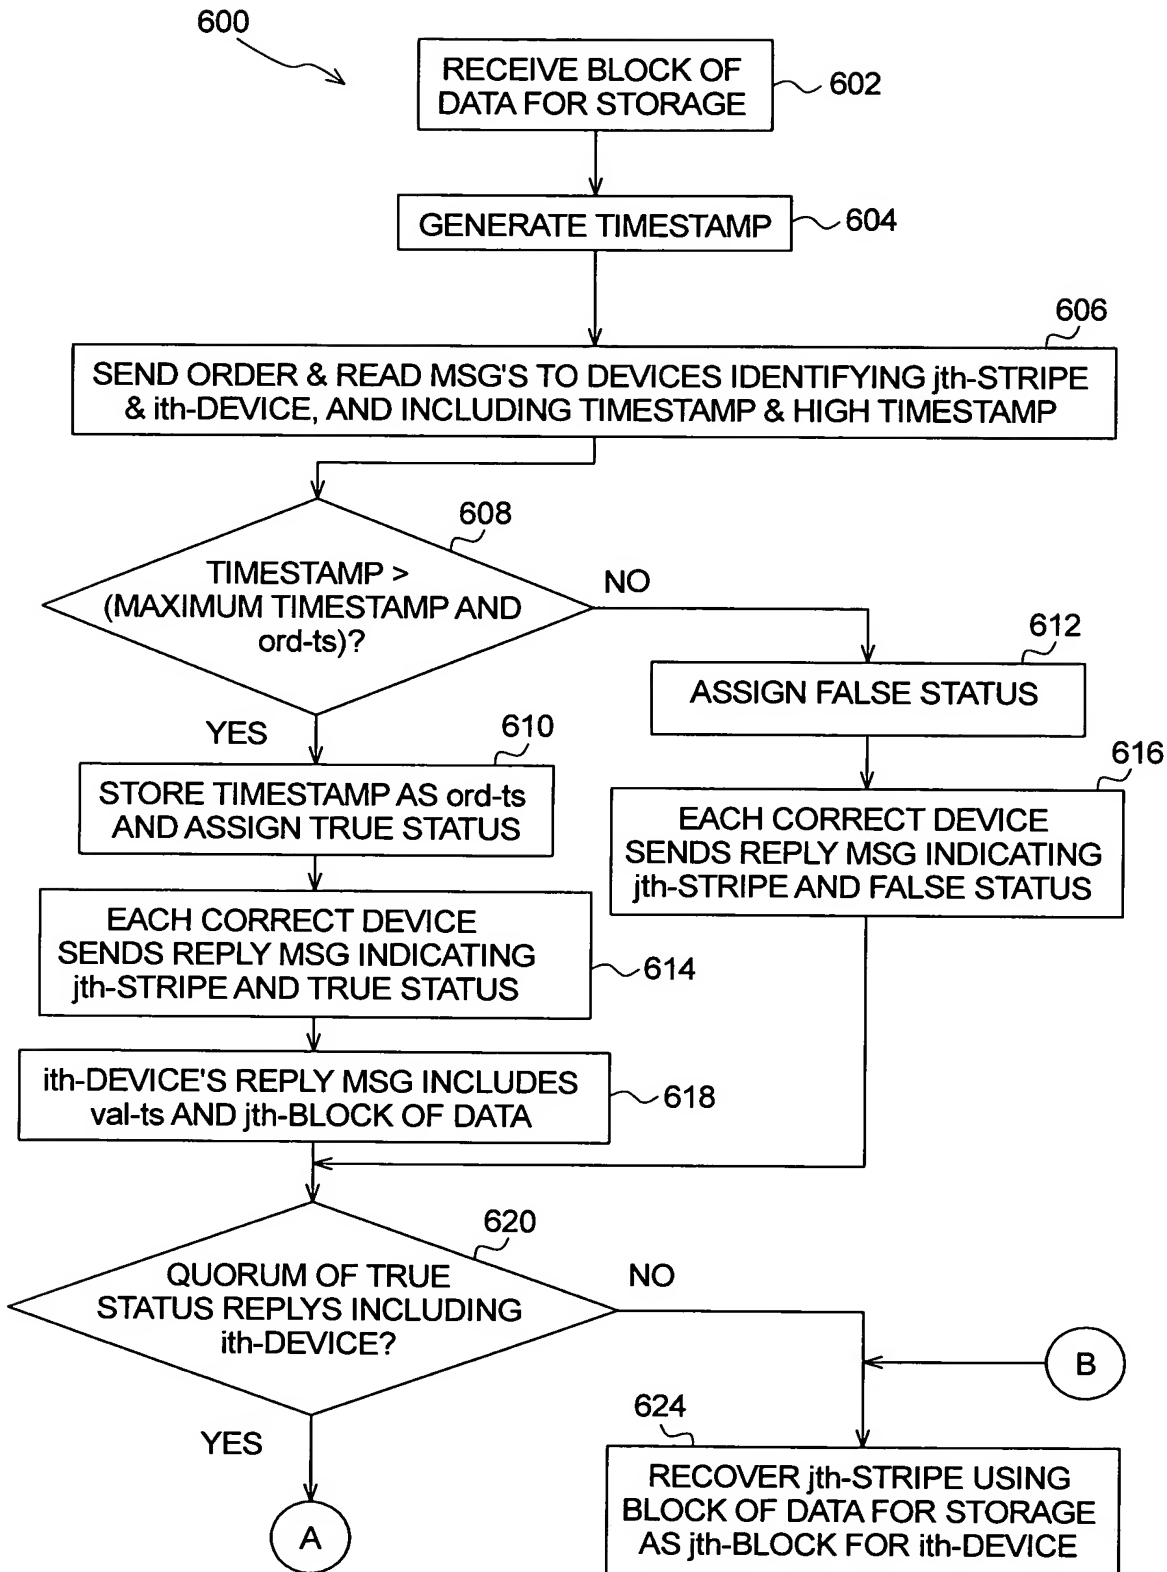 600
RECEIVE BLOCK OF
DATA FOR STORAGE
602
GENERATE TIMESTAMP
604
606
SEND ORDER & READ MSG'S TO DEVICES IDENTIFYING jth-STRIPE
& ith-DEVICE, AND INCLUDING TIMESTAMP & HIGH TIMESTAMP
608
TIMESTAMP >
(MAXIMUM TIMESTAMP AND
ord-ts)?
NO
612
ASSIGN FALSE STATUS
YES
610
STORE TIMESTAMP AS ord-ts
AND ASSIGN TRUE STATUS
616
EACH CORRECT DEVICE
SENDS REPLY MSG INDICATING
jth-STRIPE AND FALSE STATUS
EACH CORRECT DEVICE
SENDS REPLY MSG INDICATING
jth-STRIPE AND TRUE STATUS
614
ith-DEVICE'S REPLY MSG INCLUDES
val-ts AND jth-BLOCK OF DATA
618
620
QUORUM OF TRUE
STATUS REPLYS INCLUDING
ith-DEVICE?
NO
B
YES
A
624
RECOVER jth-STRIPE USING
BLOCK OF DATA FOR STORAGE
AS jth-BLOCK FOR ith-DEVICE